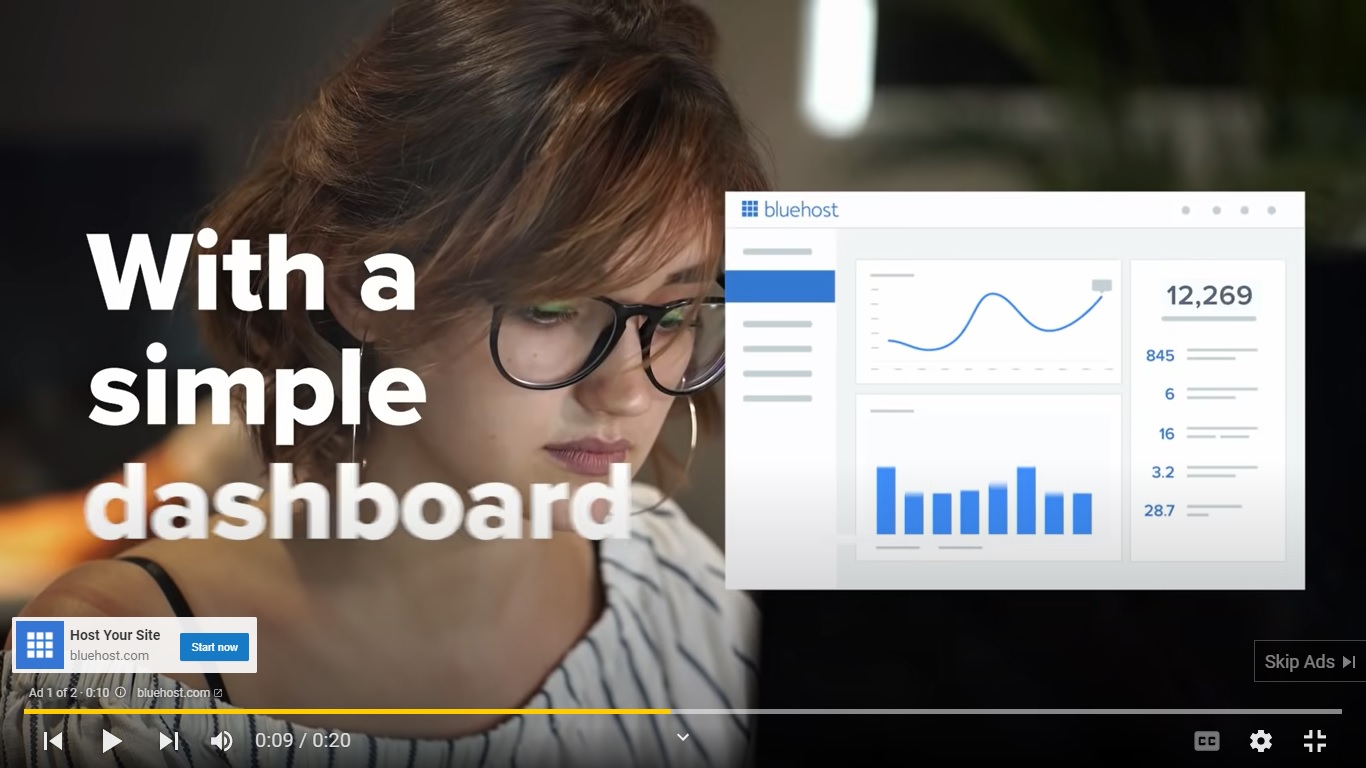 With a
simple
dashboard
bluehost
12,269
845
6
16
3.2
28.7
Host Your Site
bluehost.com
Start now
Skip Ads
Ad 1 of 2 · 0:10
bluehost.com
0:09 / 0:20
CC